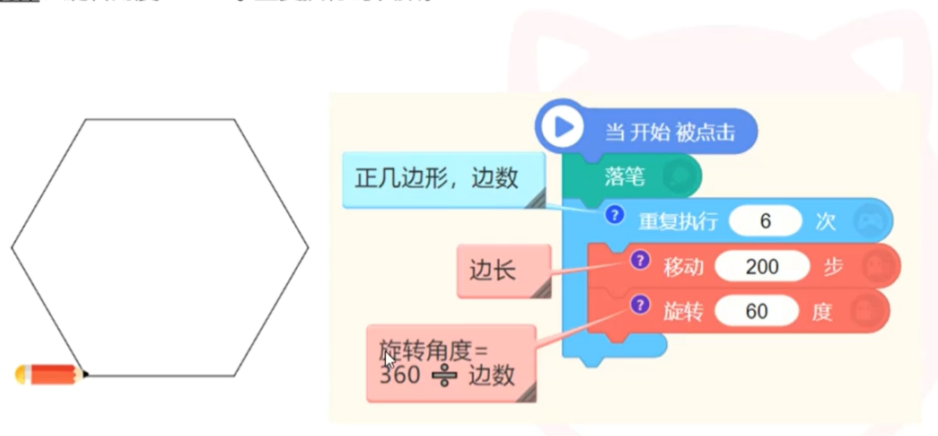 当 开始 被点击
正几边形，边数
落笔
? 重复执行 6 次
边长
? 移动 200 步
? 旋转 60 度
旋转角度=
360 ÷ 边数